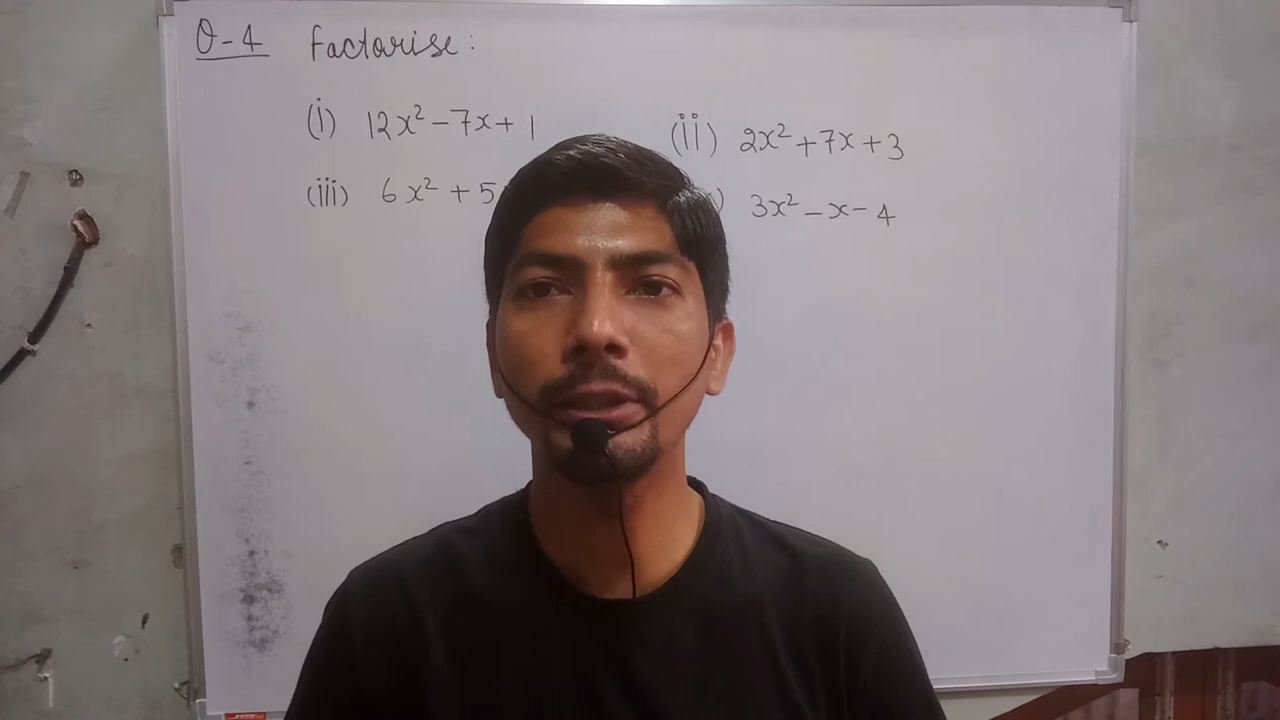 Q-4 Factorise:
(i) 12x² - 7x + 1 (ii) 2x² + 7x + 3
(iii) 6x² + 5 ) 3x² - x - 4